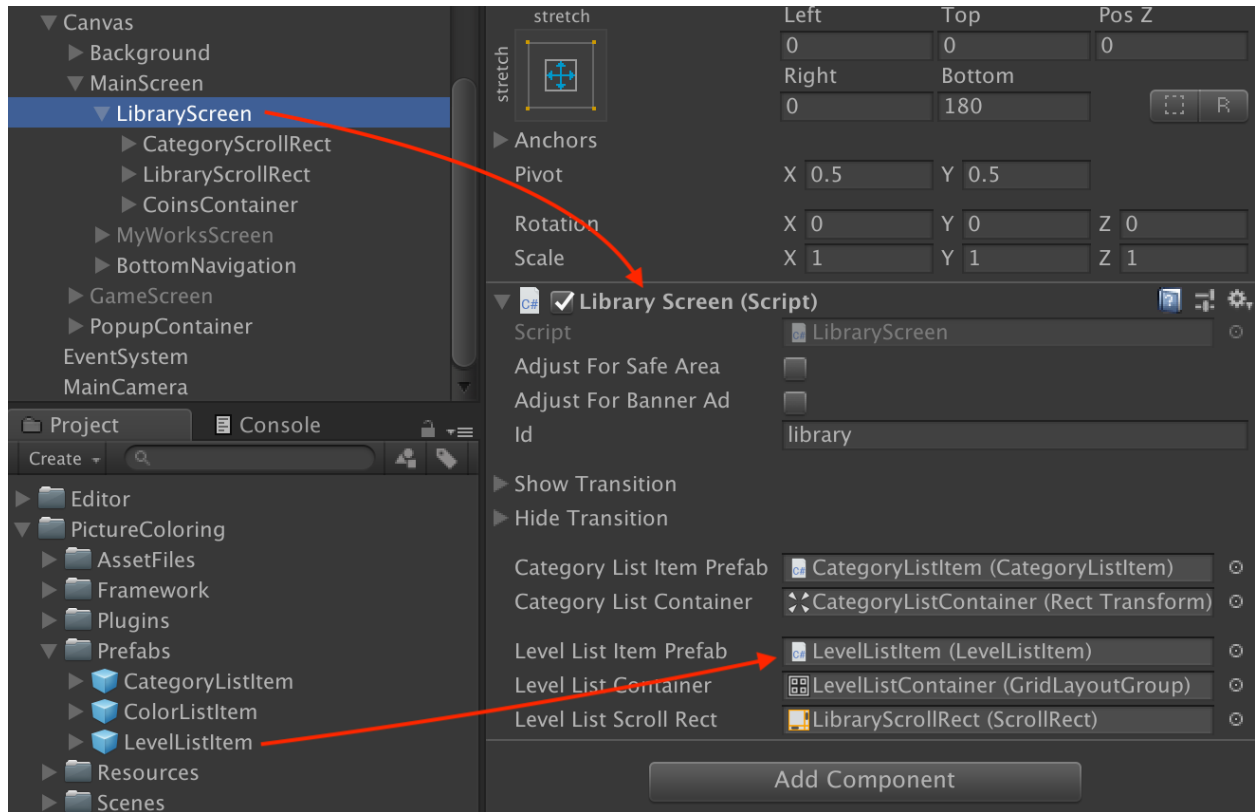 Canvas
Background
MainScreen
LibraryScreen
CategoryScrollRect
LibraryScrollRect
CoinsContainer
MyWorksScreen
BottomNavigation
GameScreen
PopupContainer
EventSystem
MainCamera
Project Console
Create
Editor
PictureColoring
AssetFiles
Framework
Plugins
Prefabs
CategoryListItem
ColorListItem
LevelListItem
Resources
Scenes
stretch Left Top Pos Z
stretch
0 0 0
Right Bottom
0 180 R
Anchors
Pivot X 0.5 Y 0.5
Rotation X 0 Y 0 Z 0
Scale X 1 Y 1 Z 1
C# Library Screen (Script)
Script C# LibraryScreen
Adjust For Safe Area
Adjust For Banner Ad
Id library
Show Transition
Hide Transition
Category List Item Prefab C# CategoryListItem (CategoryListItem)
Category List Container CategoryListContainer (Rect Transform)
Level List Item Prefab C# LevelListItem (LevelListItem)
Level List Container LevelListContainer (GridLayoutGroup)
Level List Scroll Rect LibraryScrollRect (ScrollRect)
Add Component